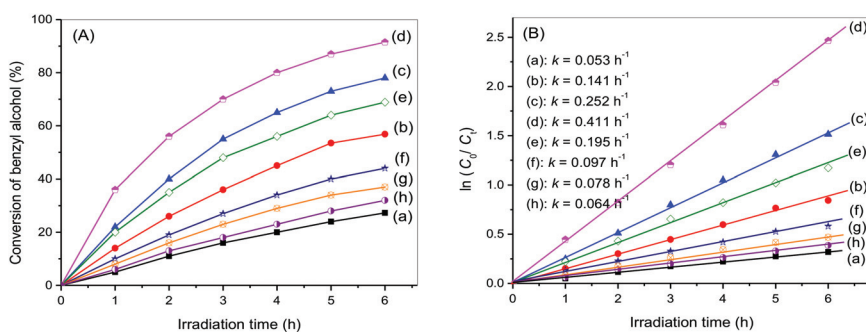 (A)
Conversion of benzyl alcohol (%)
100
80
60
40
20
0
(d)
(c)
(e)
(b)
(f)
(g)
(h)
(a)
0 1 2 3 4 5 6
Irradiation time (h)
(B)
ln (C0/ Ct)
2.5
2.0
1.5
1.0
0.5
0.0
(a): k = 0.053 h-1
(b): k = 0.141 h-1
(c): k = 0.252 h-1
(d): k = 0.411 h-1
(e): k = 0.195 h-1
(f): k = 0.097 h-1
(g): k = 0.078 h-1
(h): k = 0.064 h-1
(d)
(c)
(e)
(b)
(f)
(g)
(h)
(a)
0 1 2 3 4 5 6
Irradiation time (h)